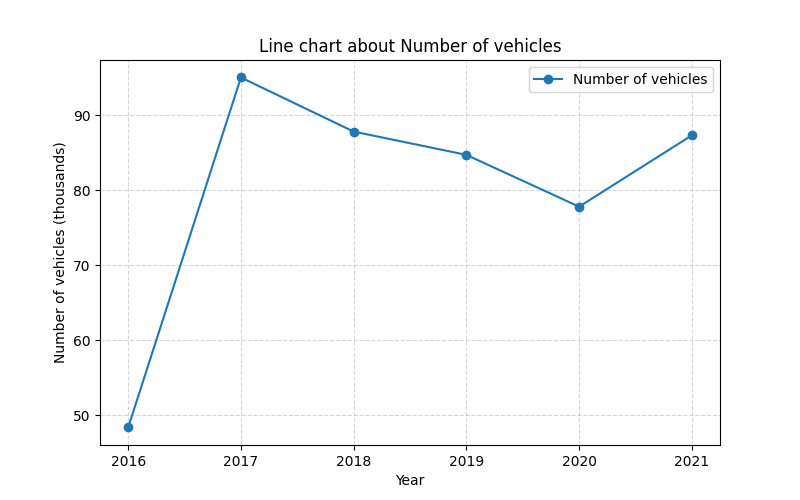 Line chart about Number of vehicles
Number of vehicles
Number of vehicles (thousands)
90
80
70
60
50
2016 2017 2018 2019 2020 2021
Year